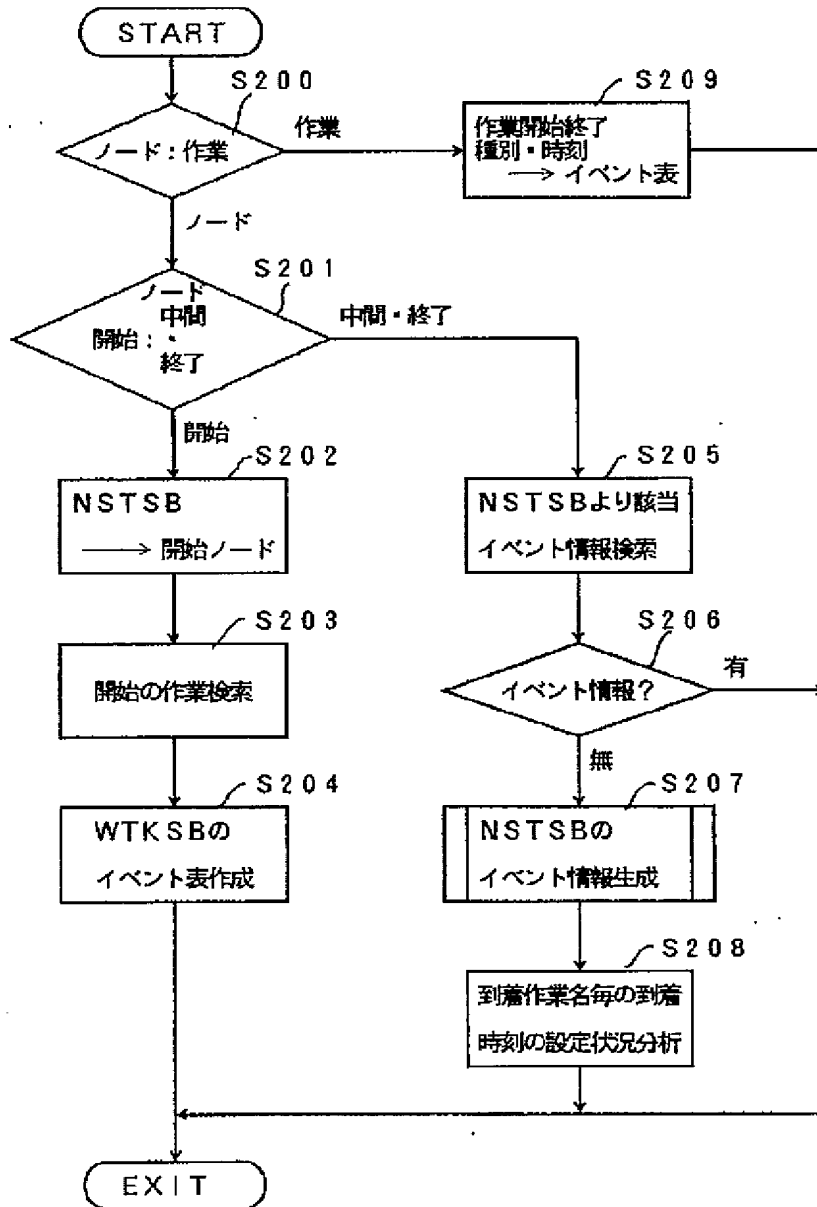 START
S200
S209
ノード:作業
作業
作業開始終了
種別・時刻
→ イベント表
ノード
S201
ノード
中間
開始:・
終了
中間・終了
開始
S202
S205
NSTSB
→ 開始ノード
NSTSBより該当
イベント情報検索
S203
S206
開始の作業検索
イベント情報?
有
無
S204
S207
WTKSBの
イベント表作成
NSTSBの
イベント情報生成
S208
到着作業名毎の到着
時刻の設定状況分析
EXIT